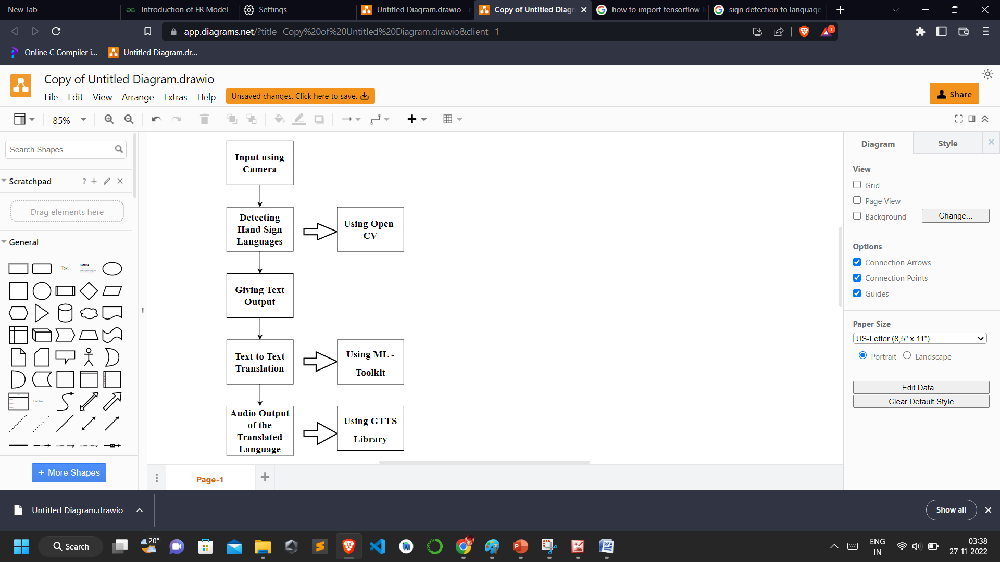 New Tab
Introduction of ER Model -
Settings
Untitled Diagram.drawio - d
Copy of Untitled Diagr
how to import tensorflow-l
sign detection to language
app.diagrams.net/?title=Copy%20of%20Untitled%20Diagram.drawio&client=1
1
Online C Compiler i...
Untitled Diagram.dr...
Copy of Untitled Diagram.drawio
File Edit View Arrange Extras Help
Unsaved changes. Click here to save.
Share
85%
Search Shapes
Scratchpad
?
Drag elements here
General
Text
Heading
List Item
+ More Shapes
Input using
Camera
Detecting
Hand Sign
Languages
Using Open-
CV
Giving Text
Output
Text to Text
Translation
Using ML -
Toolkit
Audio Output
of the
Translated
Language
Using GTTS
Library
Page-1
Diagram
Style
View
Grid
Page View
Background
Change...
Options
Connection Arrows
Connection Points
Guides
Paper Size
US-Letter (8,5" x 11")
Portrait
Landscape
Edit Data...
Clear Default Style
Untitled Diagram.drawio
Show all
Search
20°
ENG
IN
03:38
27-11-2022